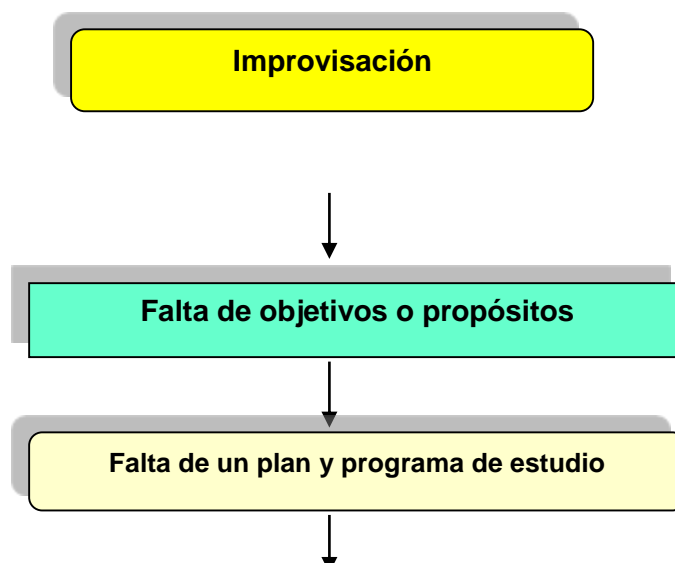 Improvisación
Falta de objetivos o propósitos
Falta de un plan y programa de estudio